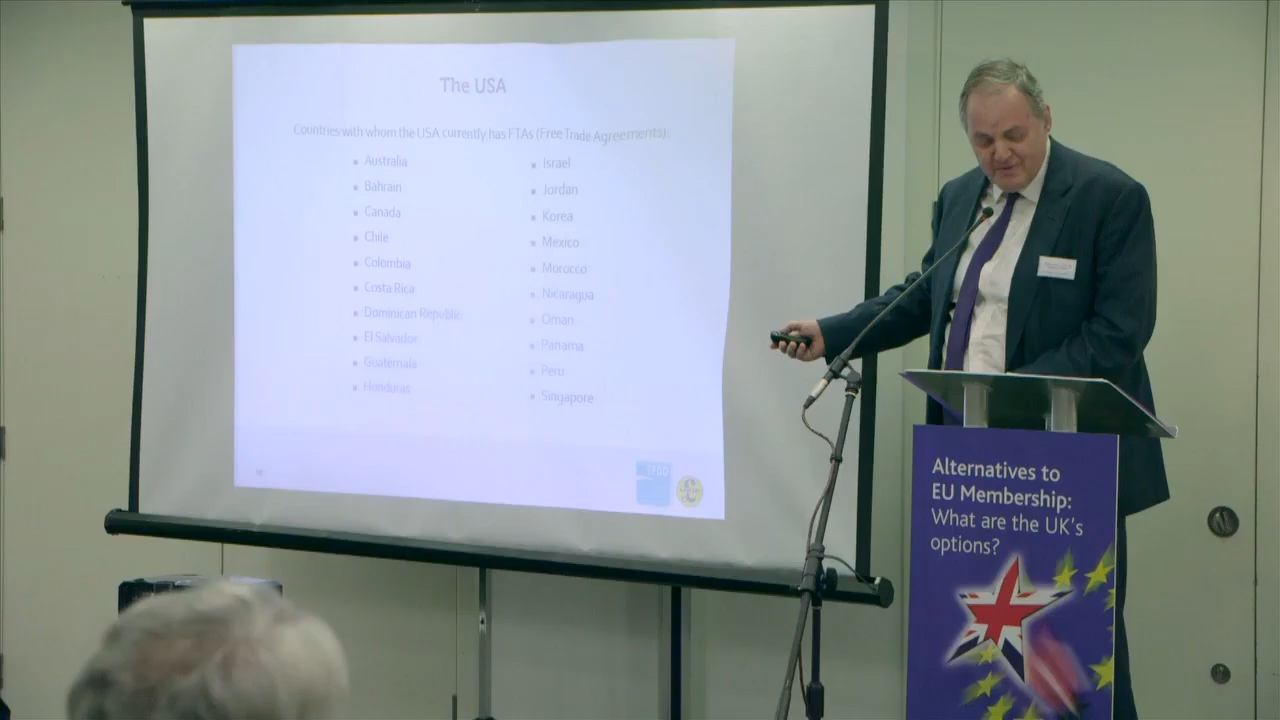 The USA
Countries with whom the USA currently has FTAs (Free Trade Agreements):
Australia
Bahrain
Canada
Chile
Colombia
Costa Rica
Dominican Republic
El Salvador
Guatemala
Honduras
Israel
Jordan
Korea
Mexico
Morocco
Nicaragua
Oman
Panama
Peru
Singapore
Alternatives to
EU Membership:
What are the UK's
options?